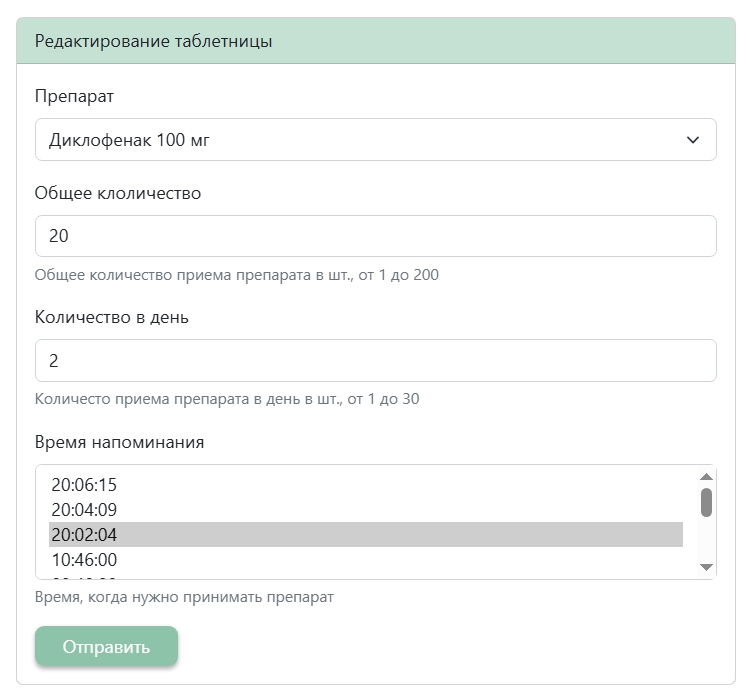 Редактирование таблетницы
Препарат
Диклофенак 100 мг
Общее клоличество
20
Общее количество приема препарата в шт., от 1 до 200
Количество в день
2
Количесто приема препарата в день в шт., от 1 до 30
Время напоминания
20:06:15
20:04:09
20:02:04
10:46:00
Время, когда нужно принимать препарат
Отправить